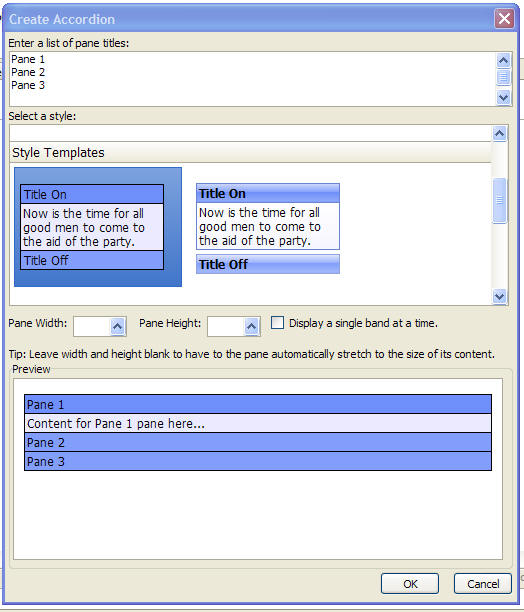 Create Accordion
Enter a list of pane titles:
Pane 1
Pane 2
Pane 3
Select a style:
Style Templates
Title On
Now is the time for all
good men to come to
the aid of the party.
Title Off
Title On
Now is the time for all
good men to come to
the aid of the party.
Title Off
Pane Width:
Pane Height:
Display a single band at a time.
Tip: Leave width and height blank to have to the pane automatically stretch to the size of its content.
Preview
Pane 1
Content for Pane 1 pane here...
Pane 2
Pane 3
OK
Cancel